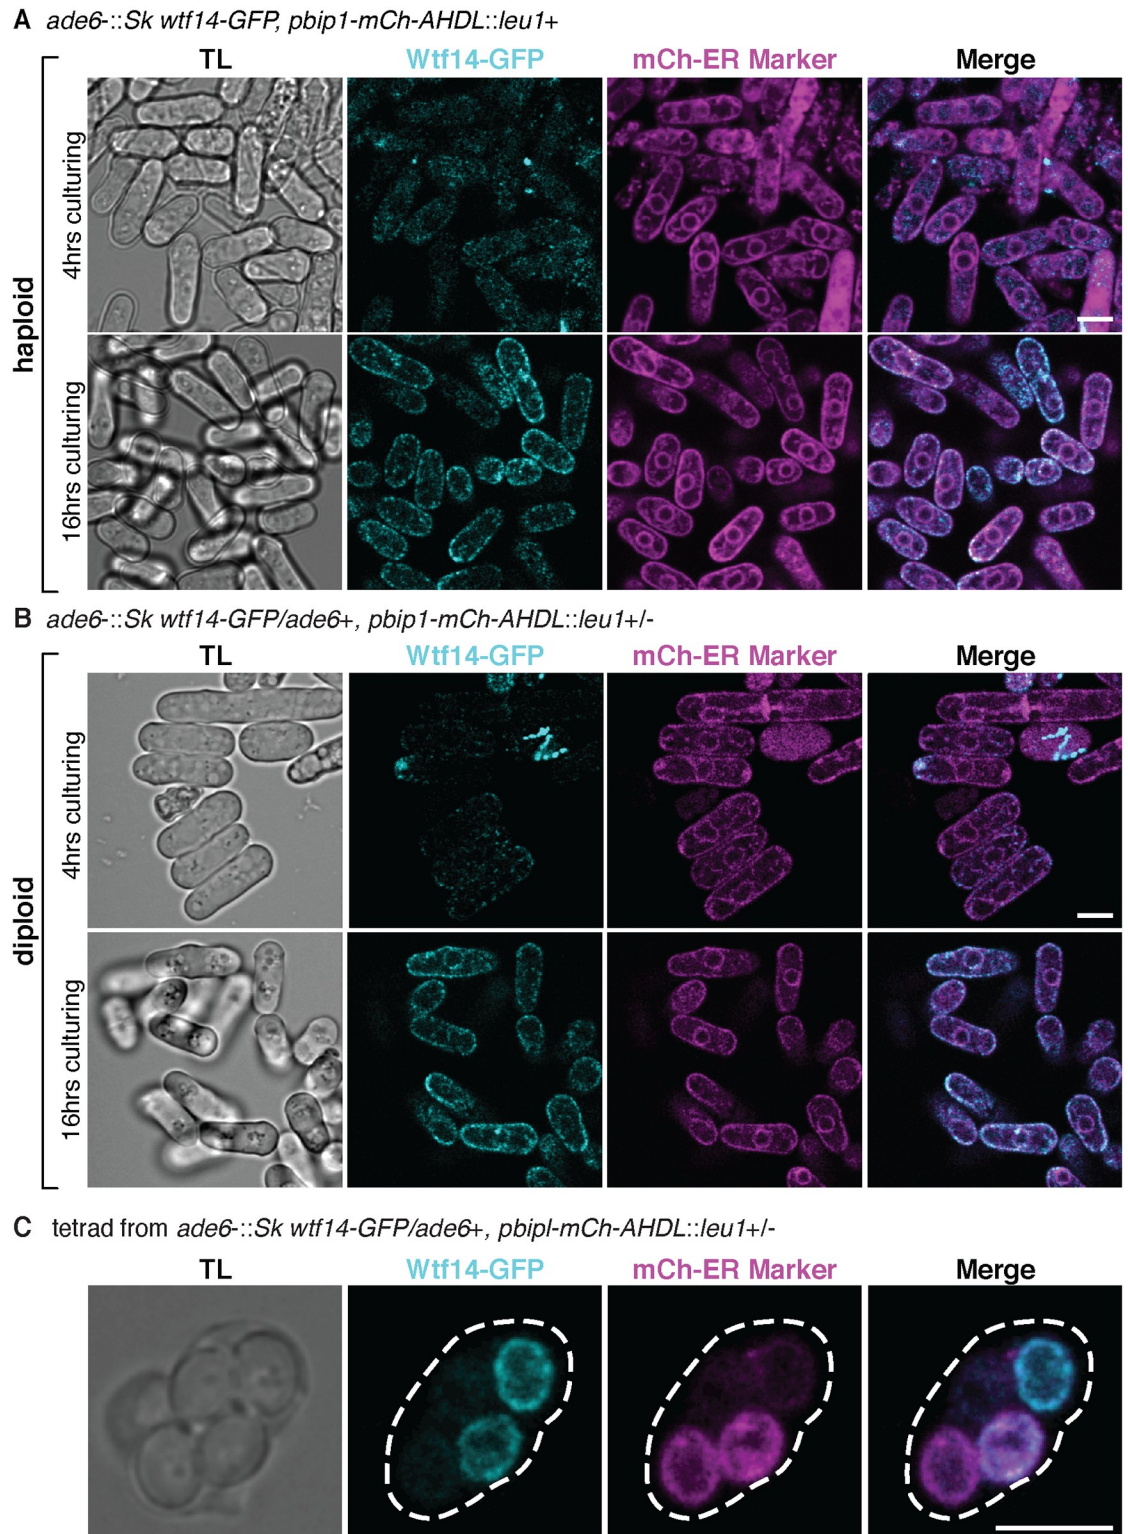 A ade6-::Sk wtf14-GFP, pbip1-mCh-AHDL::leu1+
TL Wtf14-GFP mCh-ER Marker Merge
haploid
4hrs culturing
16hrs culturing
B ade6-::Sk wtf14-GFP/ade6+, pbip1-mCh-AHDL::leu1+/-
TL Wtf14-GFP mCh-ER Marker Merge
diploid
4hrs culturing
16hrs culturing
C tetrad from ade6-::Sk wtf14-GFP/ade6+, pbipl-mCh-AHDL::leu1+/-
TL Wtf14-GFP mCh-ER Marker Merge